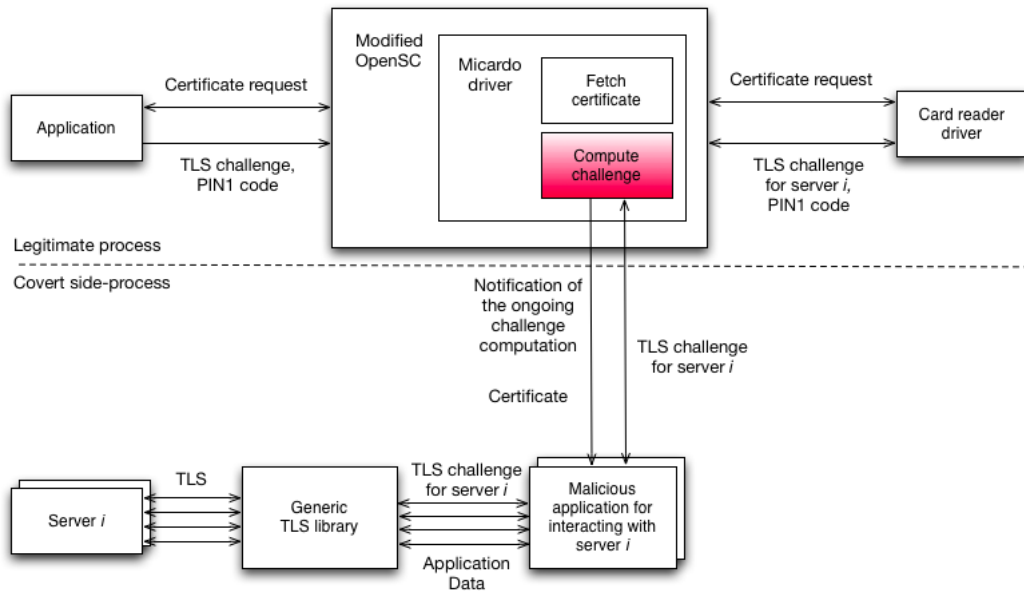 Modified
OpenSC
Micardo
driver
Fetch
certificate
Compute
challenge
Certificate request
Application
TLS challenge,
PIN1 code
Certificate request
Card reader
driver
TLS challenge
for server i,
PIN1 code
Legitimate process
Covert side-process
Notification of
the ongoing
challenge
computation
Certificate
TLS challenge
for server i
TLS
Server i
Generic
TLS library
TLS challenge
for server i
Application
Data
Malicious
application for
interacting with
server i